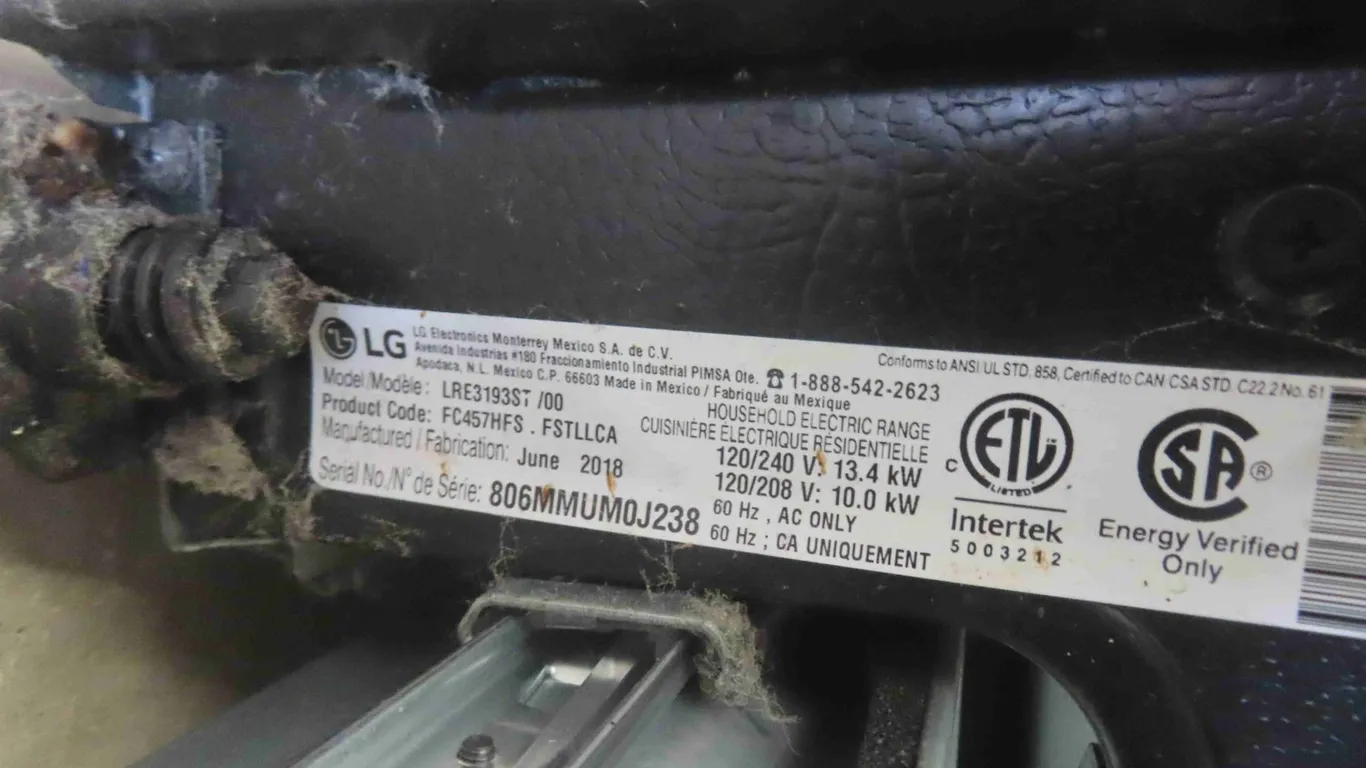 LG
LG Electronics Monterrey Mexico S.A. de C.V.
Avenida Industrias #180 Fraccionamiento Industrial PIMSA Ote.
Apodaca, N.L. Mexico C.P. 66603 Made in Mexico / Fabriqué au Mexique
☎ 1-888-542-2623
Conforms to ANSI UL STD. 858, Certified to CAN CSA STD. C22.2 No. 61
Model/Modèle: LRE3193ST /00
Product Code: FC457HFS . FSTLLCA
Manufactured / Fabrication: June 2018
Serial No./N° de Série: 806MMUM0J238
HOUSEHOLD ELECTRIC RANGE
CUISINIÈRE ÉLECTRIQUE RÉSIDENTIELLE
120/240 V: 13.4 kW
120/208 V: 10.0 kW
60 Hz , AC ONLY
60 Hz ; CA UNIQUEMENT
C ETL
LISTED
Intertek
5003212
SA ®
Energy Verified
Only